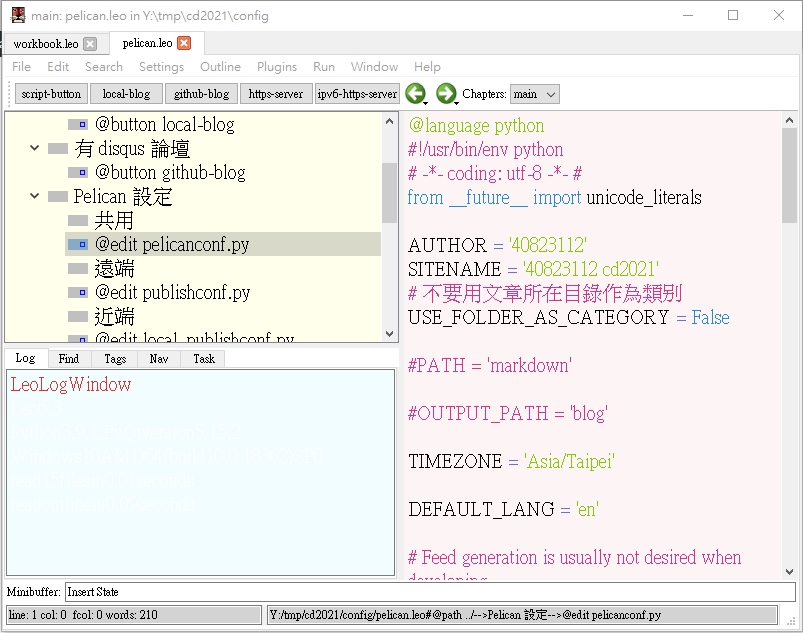 main: pelican.leo in Y:\tmp\cd2021\config
workbook.leo pelican.leo
File Edit Search Settings Outline Plugins Run Window Help
script-button local-blog github-blog https-server ipv6-https-server Chapters: main
@button local-blog
有 disqus 論壇
@button github-blog
Pelican 設定
共用
@edit pelicanconf.py
遠端
@edit publishconf.py
近端
@edit local_publishconf.py
Log Find Tags Nav Task
LeoLogWindow
@language python
#!/usr/bin/env python
# -*- coding: utf-8 -*- #
from __future__ import unicode_literals
AUTHOR = '40823112'
SITENAME = '40823112 cd2021'
# 不要用文章所在目錄作為類別
USE_FOLDER_AS_CATEGORY = False
#PATH = 'markdown'
#OUTPUT_PATH = 'blog'
TIMEZONE = 'Asia/Taipei'
DEFAULT_LANG = 'en'
# Feed generation is usually not desired when
developing
Minibuffer: Insert State
line: 1 col: 0 fcol: 0 words: 210
Y:/tmp/cd2021/config/pelican.leo#@path ../-->Pelican 設定-->@edit pelicanconf.py